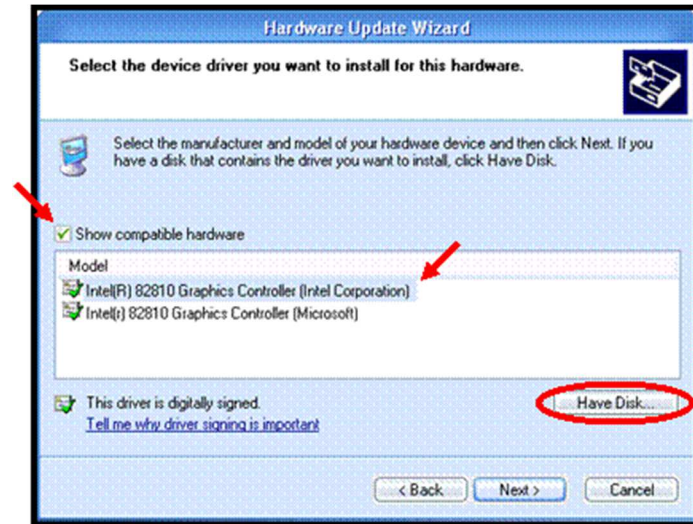 Hardware Update Wizard
Select the device driver you want to install for this hardware.
Select the manufacturer and model of your hardware device and then click Next. If you
have a disk that contains the driver you want to install, click Have Disk.
Show compatible hardware
Model
Intel(R) 82810 Graphics Controller (Intel Corporation)
Intel(r) 82810 Graphics Controller (Microsoft)
This driver is digitally signed.
Have Disk...
Tell me why driver signing is important
< Back
Next >
Cancel